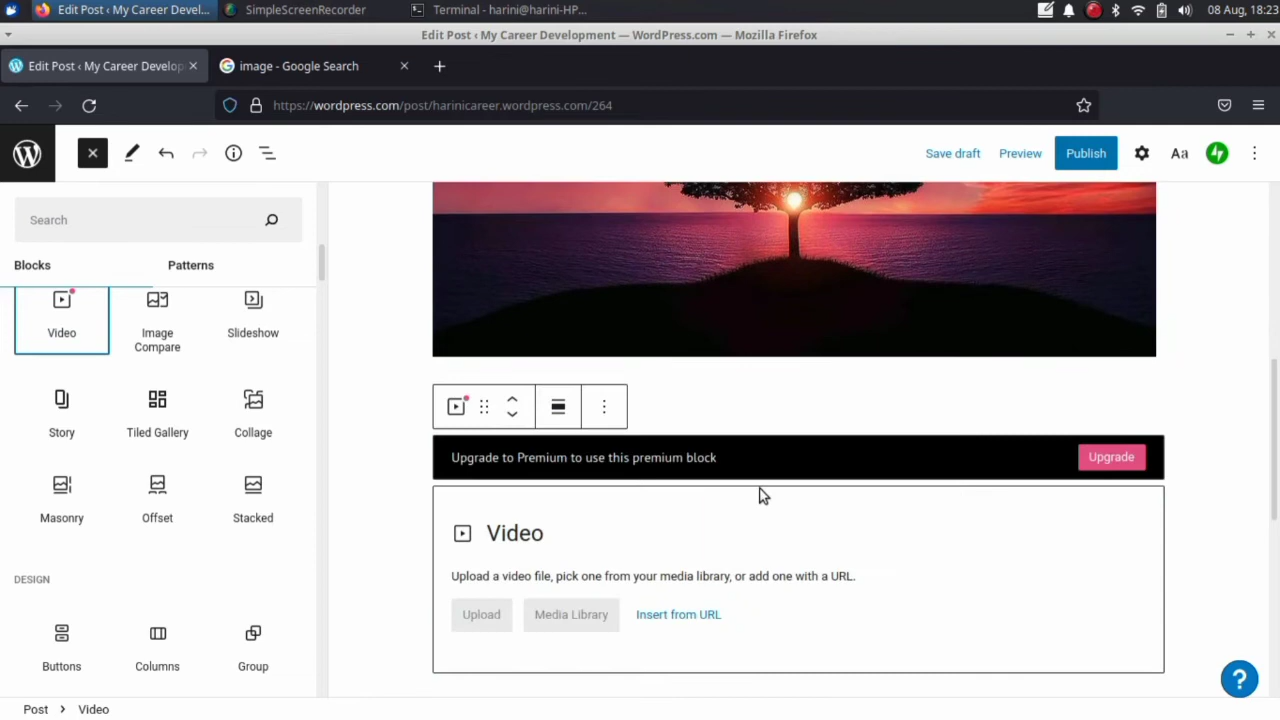 Edit Post ‹ My Career Devel...
SimpleScreenRecorder
Terminal - harini@harini-HP...
08 Aug, 18:23
Edit Post ‹ My Career Development — WordPress.com — Mozilla Firefox
Edit Post ‹ My Career Develop
image - Google Search
https://wordpress.com/post/harinicareer.wordpress.com/264
Save draft
Preview
Publish
Aa
Search
Blocks
Patterns
Video
Image Compare
Slideshow
Story
Tiled Gallery
Collage
Masonry
Offset
Stacked
DESIGN
Buttons
Columns
Group
Upgrade to Premium to use this premium block
Upgrade
Video
Upload a video file, pick one from your media library, or add one with a URL.
Upload
Media Library
Insert from URL
Post
Video